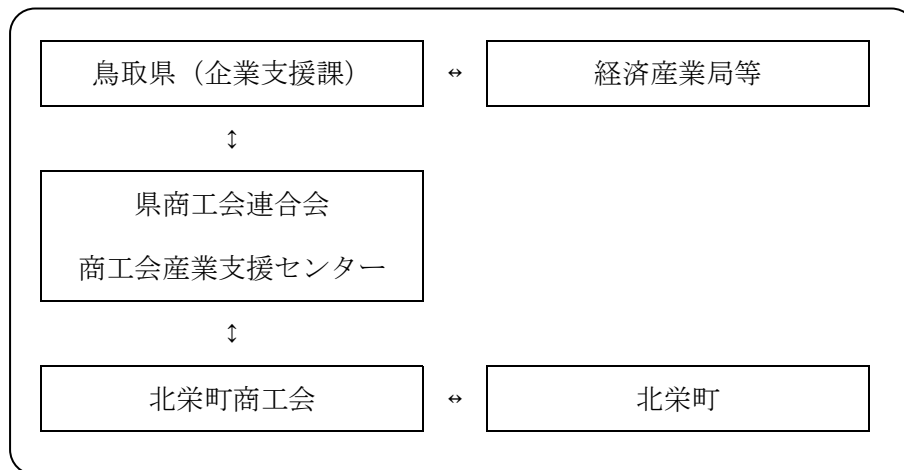 鳥取県（企業支援課） ↔ 経済産業局等
↕
県商工会連合会
商工会産業支援センター
↕
北栄町商工会 ↔ 北栄町